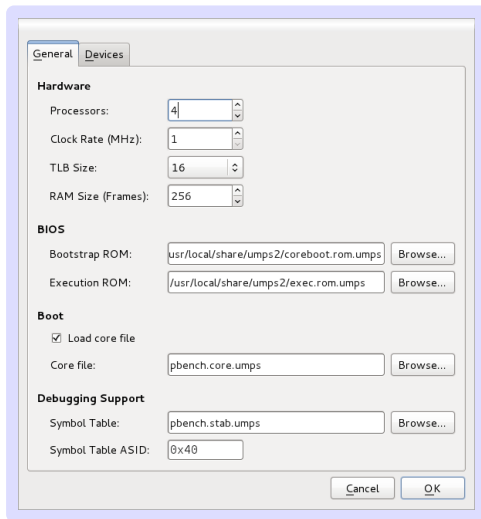 General Devices
Hardware
Processors: 4
Clock Rate (MHz): 1
TLB Size: 16
RAM Size (Frames): 256
BIOS
Bootstrap ROM: usr/local/share/umps2/coreboot.rom.umps Browse...
Execution ROM: /usr/local/share/umps2/exec.rom.umps Browse...
Boot
Load core file
Core file: pbench.core.umps Browse...
Debugging Support
Symbol Table: pbench.stab.umps Browse...
Symbol Table ASID: 0x40
Cancel OK